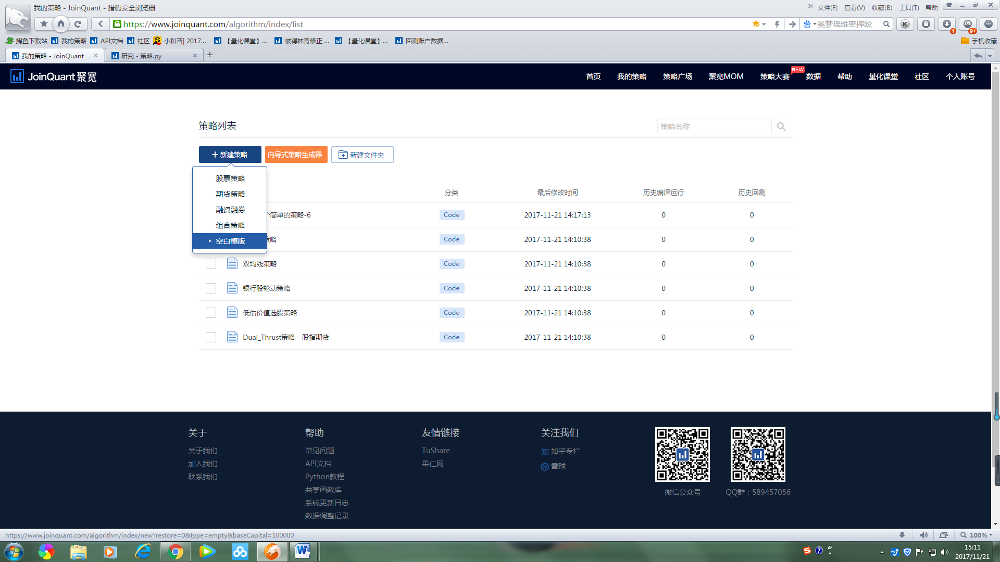 我的策略 - JoinQuant - 猎豹安全浏览器
文件(F) 查看(V) 收藏(B) 工具(T) 帮助
https://www.joinquant.com/algorithm/index/list
奚梦瑶维密摔跤
1
9+
鳄鱼下载站 我的策略 API文档 社区 小科普| 2017... 【量化课堂】... 彼得林奇修正 ... 【量化课堂】... 回测账户数据...
手机收藏
我的策略 - JoinQuant
研究 - 策略.py
JoinQuant 聚宽
首页 我的策略 策略广场 聚宽MOM 策略大赛 NEW 数据 帮助 量化课堂 社区 个人账号
策略列表
策略名称
新建策略 向导式策略生成器 新建文件夹
股票策略
期货策略
融资融券
组合策略
空白模版
分类 最后修改时间 历史编译运行 历史回测
简单的策略-6 Code 2017-11-21 14:17:13 0 0
策略 Code 2017-11-21 14:10:38 0 0
双均线策略 Code 2017-11-21 14:10:38 0 0
银行股轮动策略 Code 2017-11-21 14:10:38 0 0
低估价值选股策略 Code 2017-11-21 14:10:38 0 0
Dual_Thrust策略—股指期货 Code 2017-11-21 14:10:38 0 0
关于
关于我们
加入我们
联系我们
帮助
常见问题
API文档
Python教程
共享函数库
系统更新日志
数据调整记录
友情链接
TuShare
果仁网
关注我们
知 知乎专栏
雪球
微信公众号
QQ群：589457056
https://www.joinquant.com/algorithm/index/new?restore=0&type=empty&baseCapital=100000
100%
15:11
2017/11/21